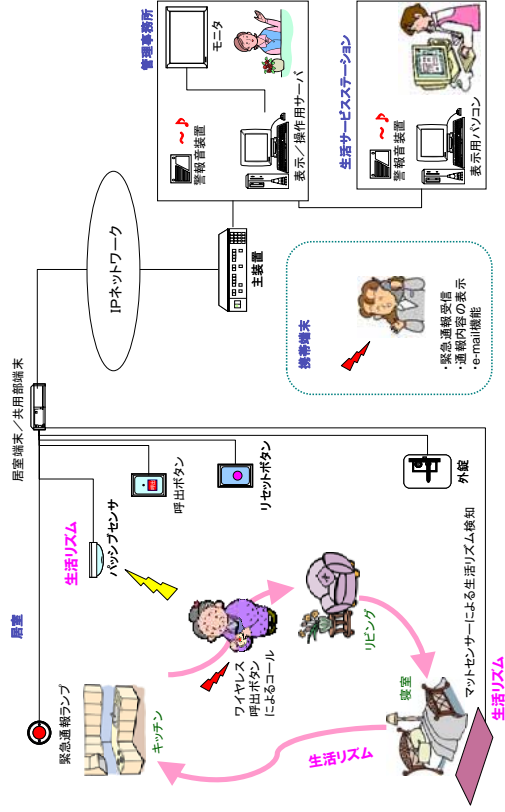 居室
緊急通報ランプ
生活リズム
パッシブセンサ
呼出ボタン
リセットボタン
外錠
居室端末／共用部端末
キッチン
ワイヤレス
呼出ボタン
によるコール
リビング
寝室
生活リズム
マットセンサーによる生活リズム検知
生活リズム
IPネットワーク
主装置
携帯端末
・緊急通報受信
・通報内容の表示
・e-mail機能
管理事務所
モニタ
警報音装置
表示／操作用サーバ
生活サービスステーション
警報音装置
表示用パソコン